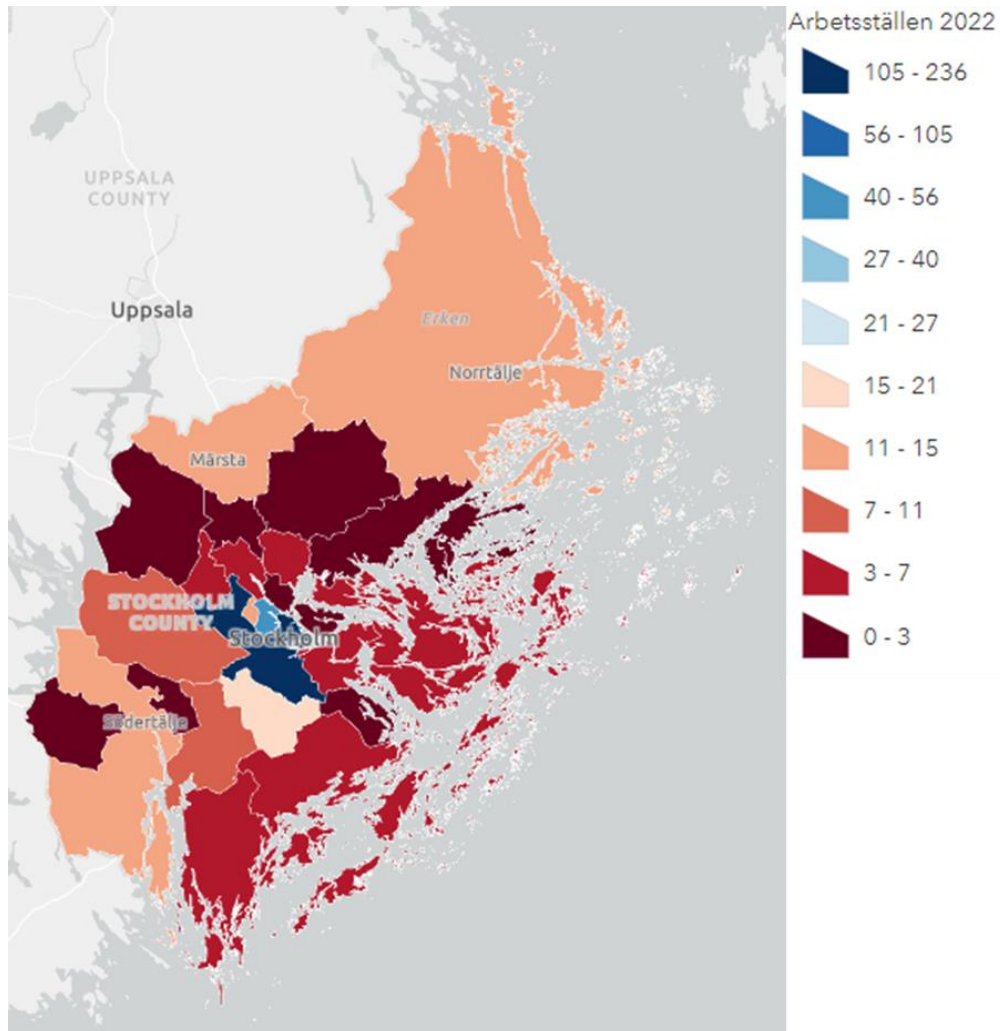 Arbetsställen 2022
105 - 236
56 - 105
40 - 56
27 - 40
21 - 27
15 - 21
11 - 15
7 - 11
3 - 7
0 - 3
UPPSALA
COUNTY
Uppsala
Erken
Norrtälje
Märsta
STOCKHOLM
COUNTY
Stockholm
Södertälje